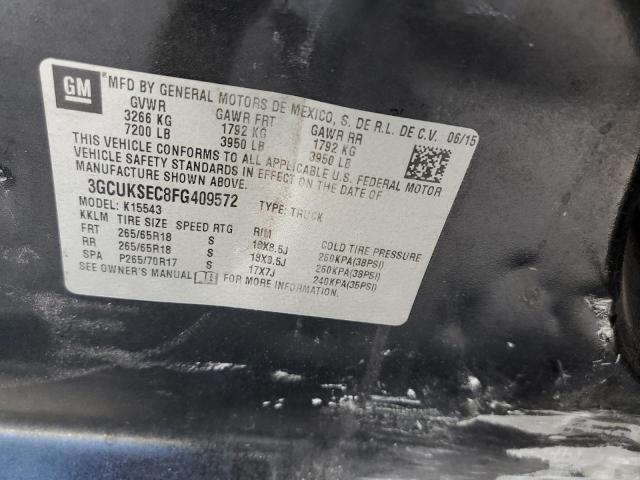 GM
MFD BY GENERAL MOTORS DE MEXICO, S. DE R.L. DE C.V. 06/15
GVWR GAWR FRT GAWR RR
3266 KG 1792 KG 1792 KG
7200 LB 3950 LB 3950 LB
THIS VEHICLE CONFORMS TO ALL APPLICABLE U.S. FEDERAL MOTOR
VEHICLE SAFETY STANDARDS IN EFFECT ON THE DATE OF
MANUFACTURE SHOWN ABOVE.
3GCUKSEC8FG409572 TYPE: TRUCK
MODEL: K15543
KKLM TIRE SIZE SPEED RTG RIM COLD TIRE PRESSURE
FRT 265/65R18 S 18X8.5J 260KPA(38PSI)
RR 265/65R18 S 18X8.5J 260KPA(38PSI)
SPA P265/70R17 S 17X7J 240KPA(35PSI)
SEE OWNER'S MANUAL FOR MORE INFORMATION.